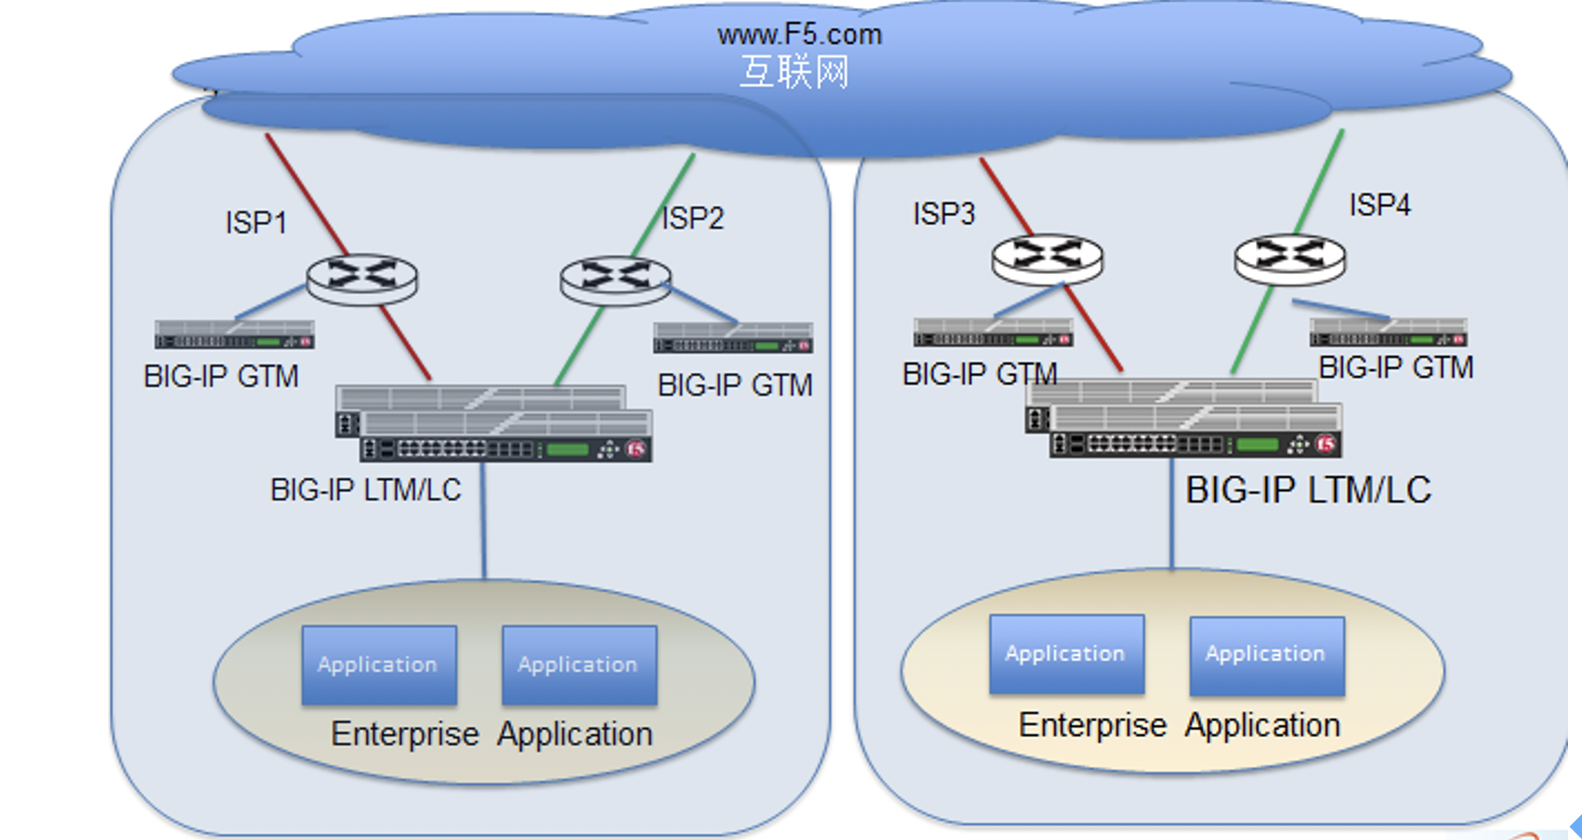 www.F5.com
互联网
ISP1
ISP2
ISP3
ISP4
BIG-IP GTM
BIG-IP GTM
BIG-IP GTM
BIG-IP GTM
f5
f5
BIG-IP LTM/LC
BIG-IP LTM/LC
Application
Application
Enterprise Application
Application
Application
Enterprise Application